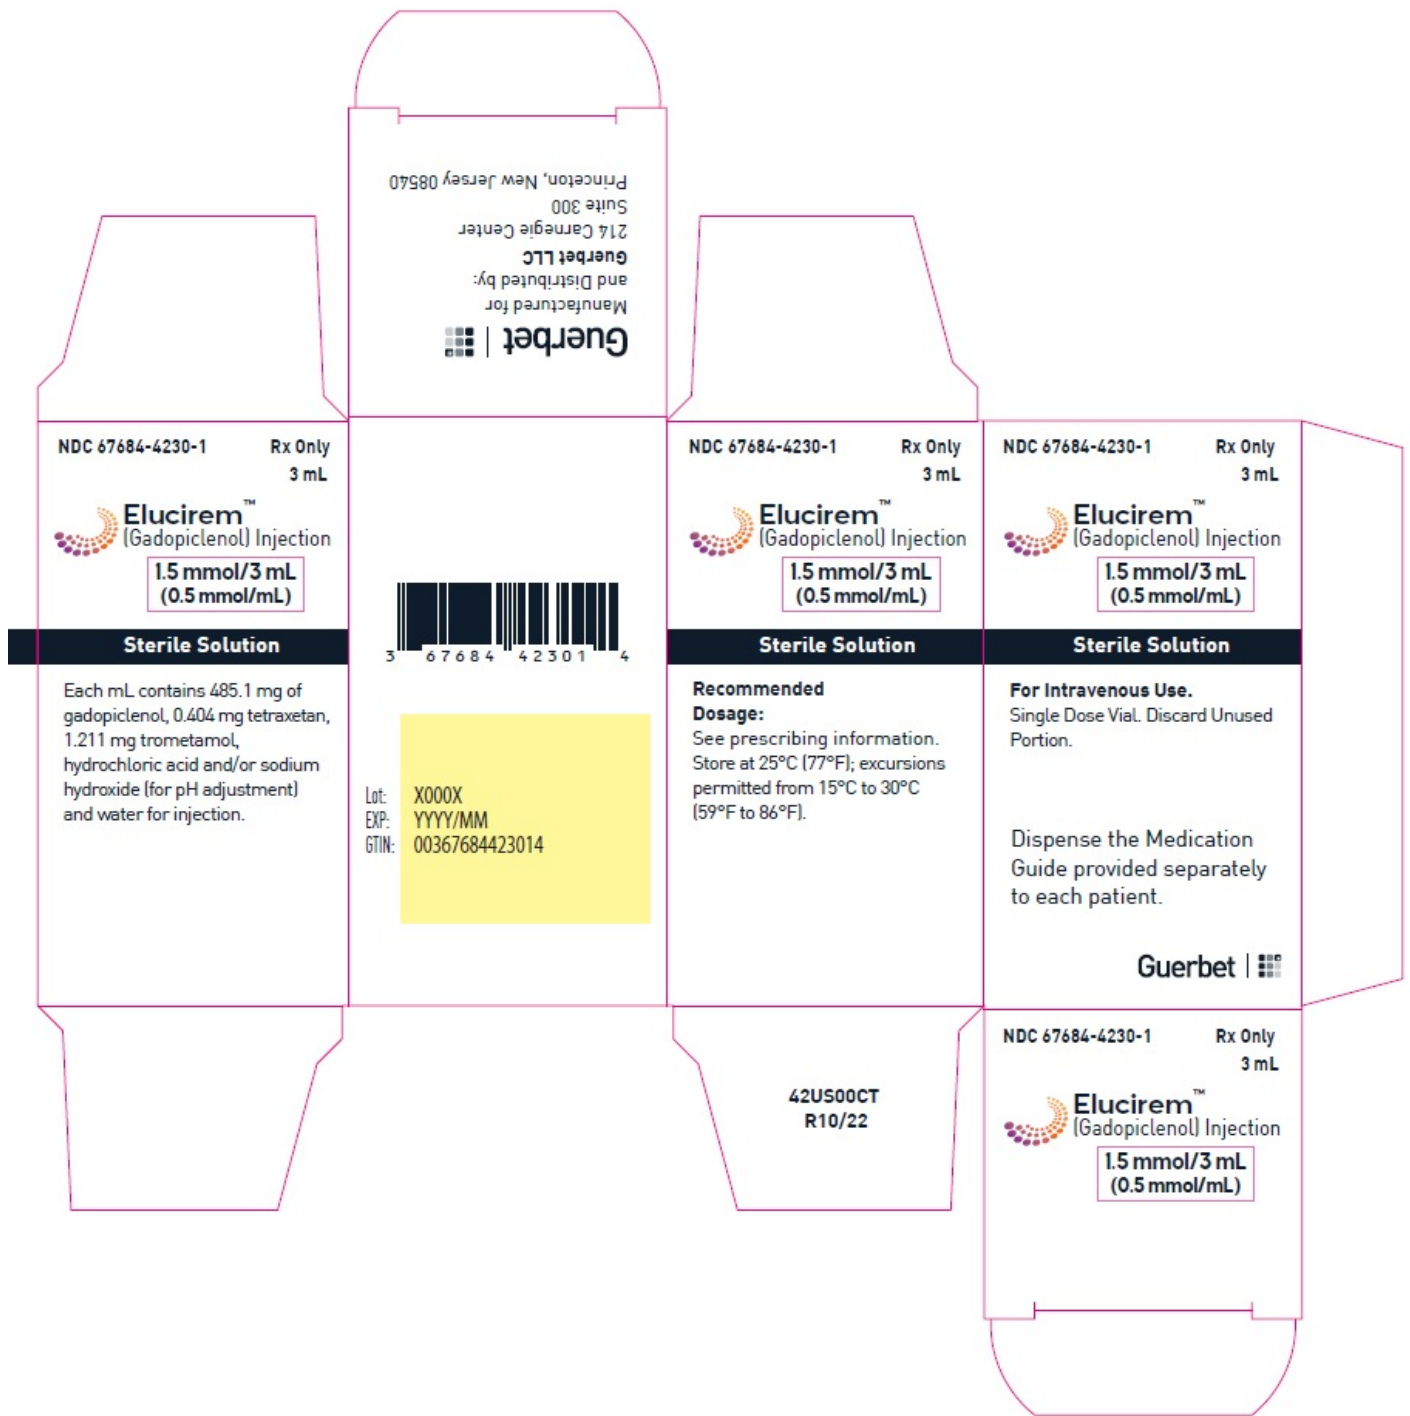 Guerbet
Manufactured for
and Distributed by:
Guerbet LLC
214 Carnegie Center
Suite 300
Princeton, New Jersey 08540
NDC 67684-4230-1 Rx Only
3 mL
Elucirem™
(Gadopiclenol) Injection
1.5 mmol/3 mL
(0.5 mmol/mL)
Sterile Solution
Each mL contains 485.1 mg of
gadopiclenol, 0.404 mg tetraxetan,
1.211 mg trometamol,
hydrochloric acid and/or sodium
hydroxide (for pH adjustment)
and water for injection.
3 67684 42301 4
Lot: X000X
EXP: YYYY/MM
GTIN: 00367684423014
NDC 67684-4230-1 Rx Only
3 mL
Elucirem™
(Gadopiclenol) Injection
1.5 mmol/3 mL
(0.5 mmol/mL)
Sterile Solution
Recommended
Dosage:
See prescribing information.
Store at 25°C (77°F); excursions
permitted from 15°C to 30°C
(59°F to 86°F).
42US00CT
R10/22
NDC 67684-4230-1 Rx Only
3 mL
Elucirem™
(Gadopiclenol) Injection
1.5 mmol/3 mL
(0.5 mmol/mL)
Sterile Solution
For Intravenous Use.
Single Dose Vial. Discard Unused
Portion.
Dispense the Medication
Guide provided separately
to each patient.
Guerbet
NDC 67684-4230-1 Rx Only
3 mL
Elucirem™
(Gadopiclenol) Injection
1.5 mmol/3 mL
(0.5 mmol/mL)